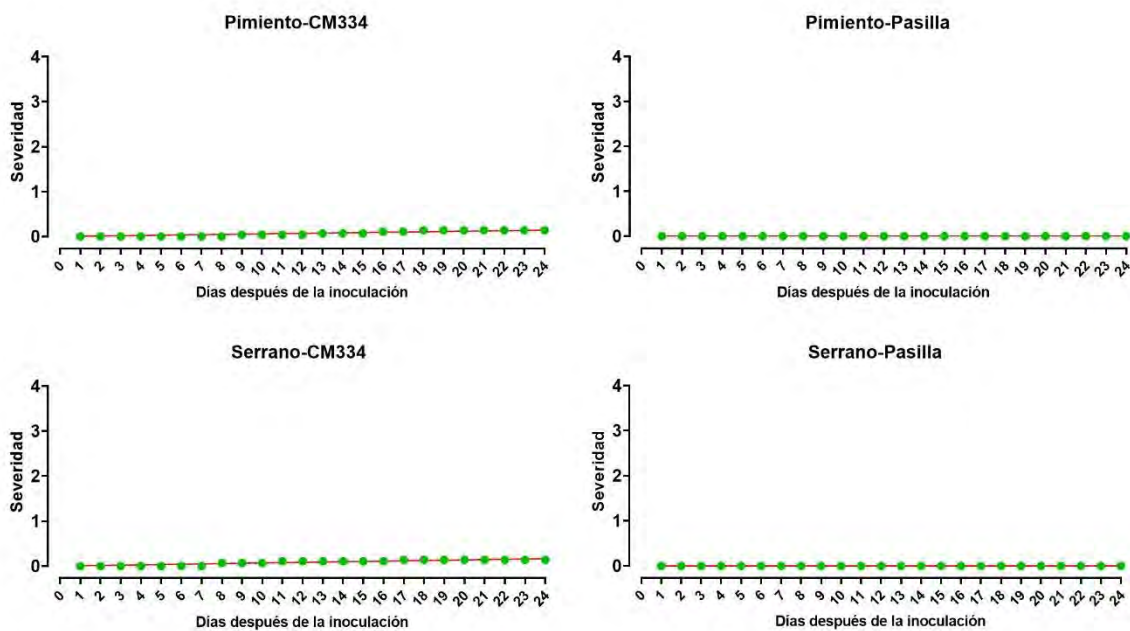 Pimiento-CM334
4
3
2
1
0
Severidad
0 1 2 3 4 5 6 7 8 9 10 11 12 13 14 15 16 17 18 19 20 21 22 23 24
Días después de la inoculación
Pimiento-Pasilla
4
3
2
1
0
Severidad
0 1 2 3 4 5 6 7 8 9 10 11 12 13 14 15 16 17 18 19 20 21 22 23 24
Días después de la inoculación
Serrano-CM334
4
3
2
1
0
Severidad
0 1 2 3 4 5 6 7 8 9 10 11 12 13 14 15 16 17 18 19 20 21 22 23 24
Días después de la inoculación
Serrano-Pasilla
4
3
2
1
0
Severidad
0 1 2 3 4 5 6 7 8 9 10 11 12 13 14 15 16 17 18 19 20 21 22 23 24
Días después de la inoculación